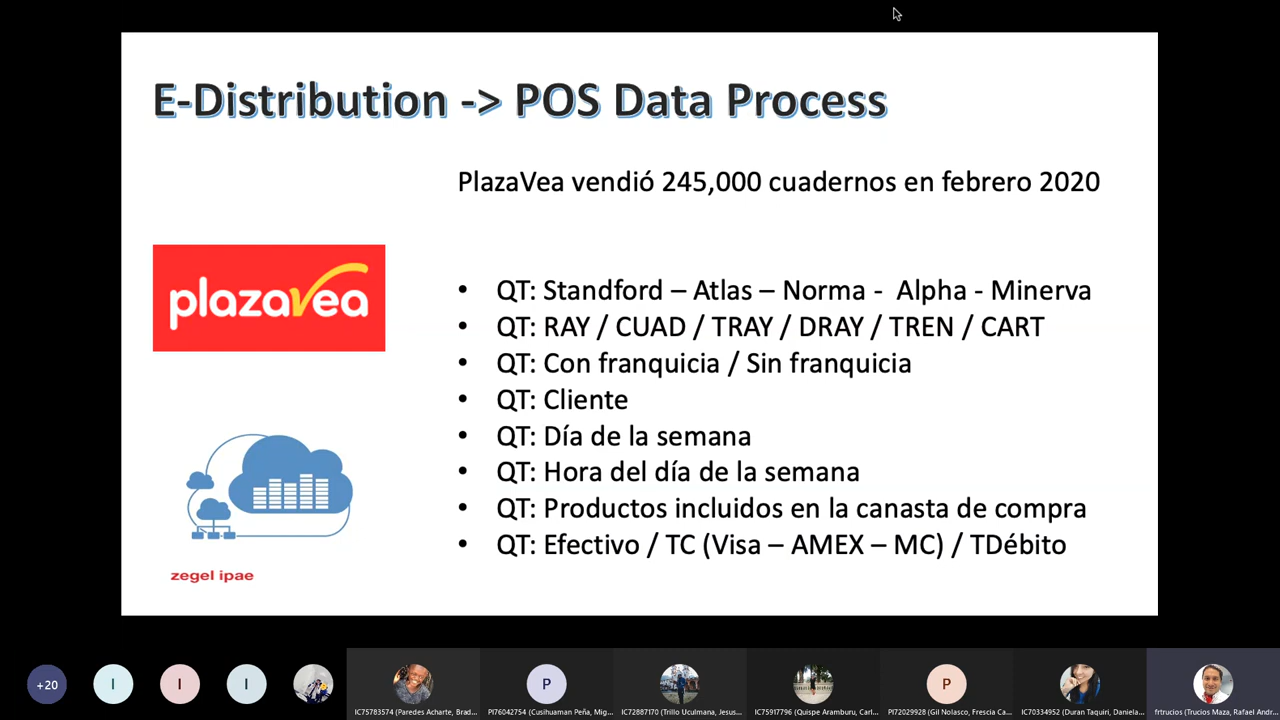 E-Distribution -> POS Data Process
PlazaVea vendió 245,000 cuadernos en febrero 2020
plazavea
• QT: Standford – Atlas – Norma - Alpha - Minerva
• QT: RAY / CUAD / TRAY / DRAY / TREN / CART
• QT: Con franquicia / Sin franquicia
• QT: Cliente
• QT: Día de la semana
• QT: Hora del día de la semana
• QT: Productos incluidos en la canasta de compra
• QT: Efectivo / TC (Visa – AMEX – MC) / TDébito
zegel ipae
+20
I
I
I
P
P
IC75783574 (Paredes Acharte, Brad...
PI76042754 (Cusihuaman Peña, Mig...
IC72887170 (Trillo Uculmana, Jesus...
IC75917796 (Quispe Aramburu, Carl...
PI72029928 (Gil Nolasco, Frescia Ca...
IC70334952 (Duran Taquiri, Daniela...
frtrucios (Trucios Maza, Rafael Andr...